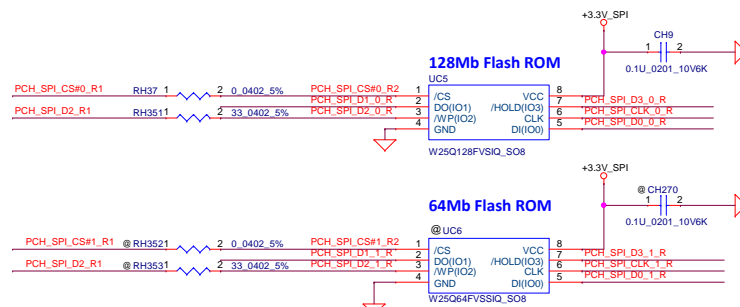 +3.3V_SPI
CH9
1 2
0.1U_0201_10V6K
128Mb Flash ROM
UC5
PCH_SPI_CS#0_R1 RH37 1 2 0_0402_5% PCH_SPI_CS#0_R2 1 /CS VCC 8
PCH_SPI_D1_0_R 2 DO(IO1) /HOLD(IO3) 7 PCH_SPI_D3_0_R
PCH_SPI_D2_R1 RH351 1 2 33_0402_5% PCH_SPI_D2_0_R 3 /WP(IO2) CLK 6 PCH_SPI_CLK_0_R
4 GND DI(IO0) 5 PCH_SPI_D0_0_R
W25Q128FVSIQ_SO8
+3.3V_SPI
@ CH270
1 2
0.1U_0201_10V6K
64Mb Flash ROM
@ UC6
PCH_SPI_CS#1_R1 @ RH352 1 2 0_0402_5% PCH_SPI_CS#1_R2 1 /CS VCC 8
PCH_SPI_D1_1_R 2 DO(IO1) /HOLD(IO3) 7 PCH_SPI_D3_1_R
PCH_SPI_D2_R1 @ RH353 1 2 33_0402_5% PCH_SPI_D2_1_R 3 /WP(IO2) CLK 6 PCH_SPI_CLK_1_R
4 GND DI(IO0) 5 PCH_SPI_D0_1_R
W25Q64FVSSIQ_SO8